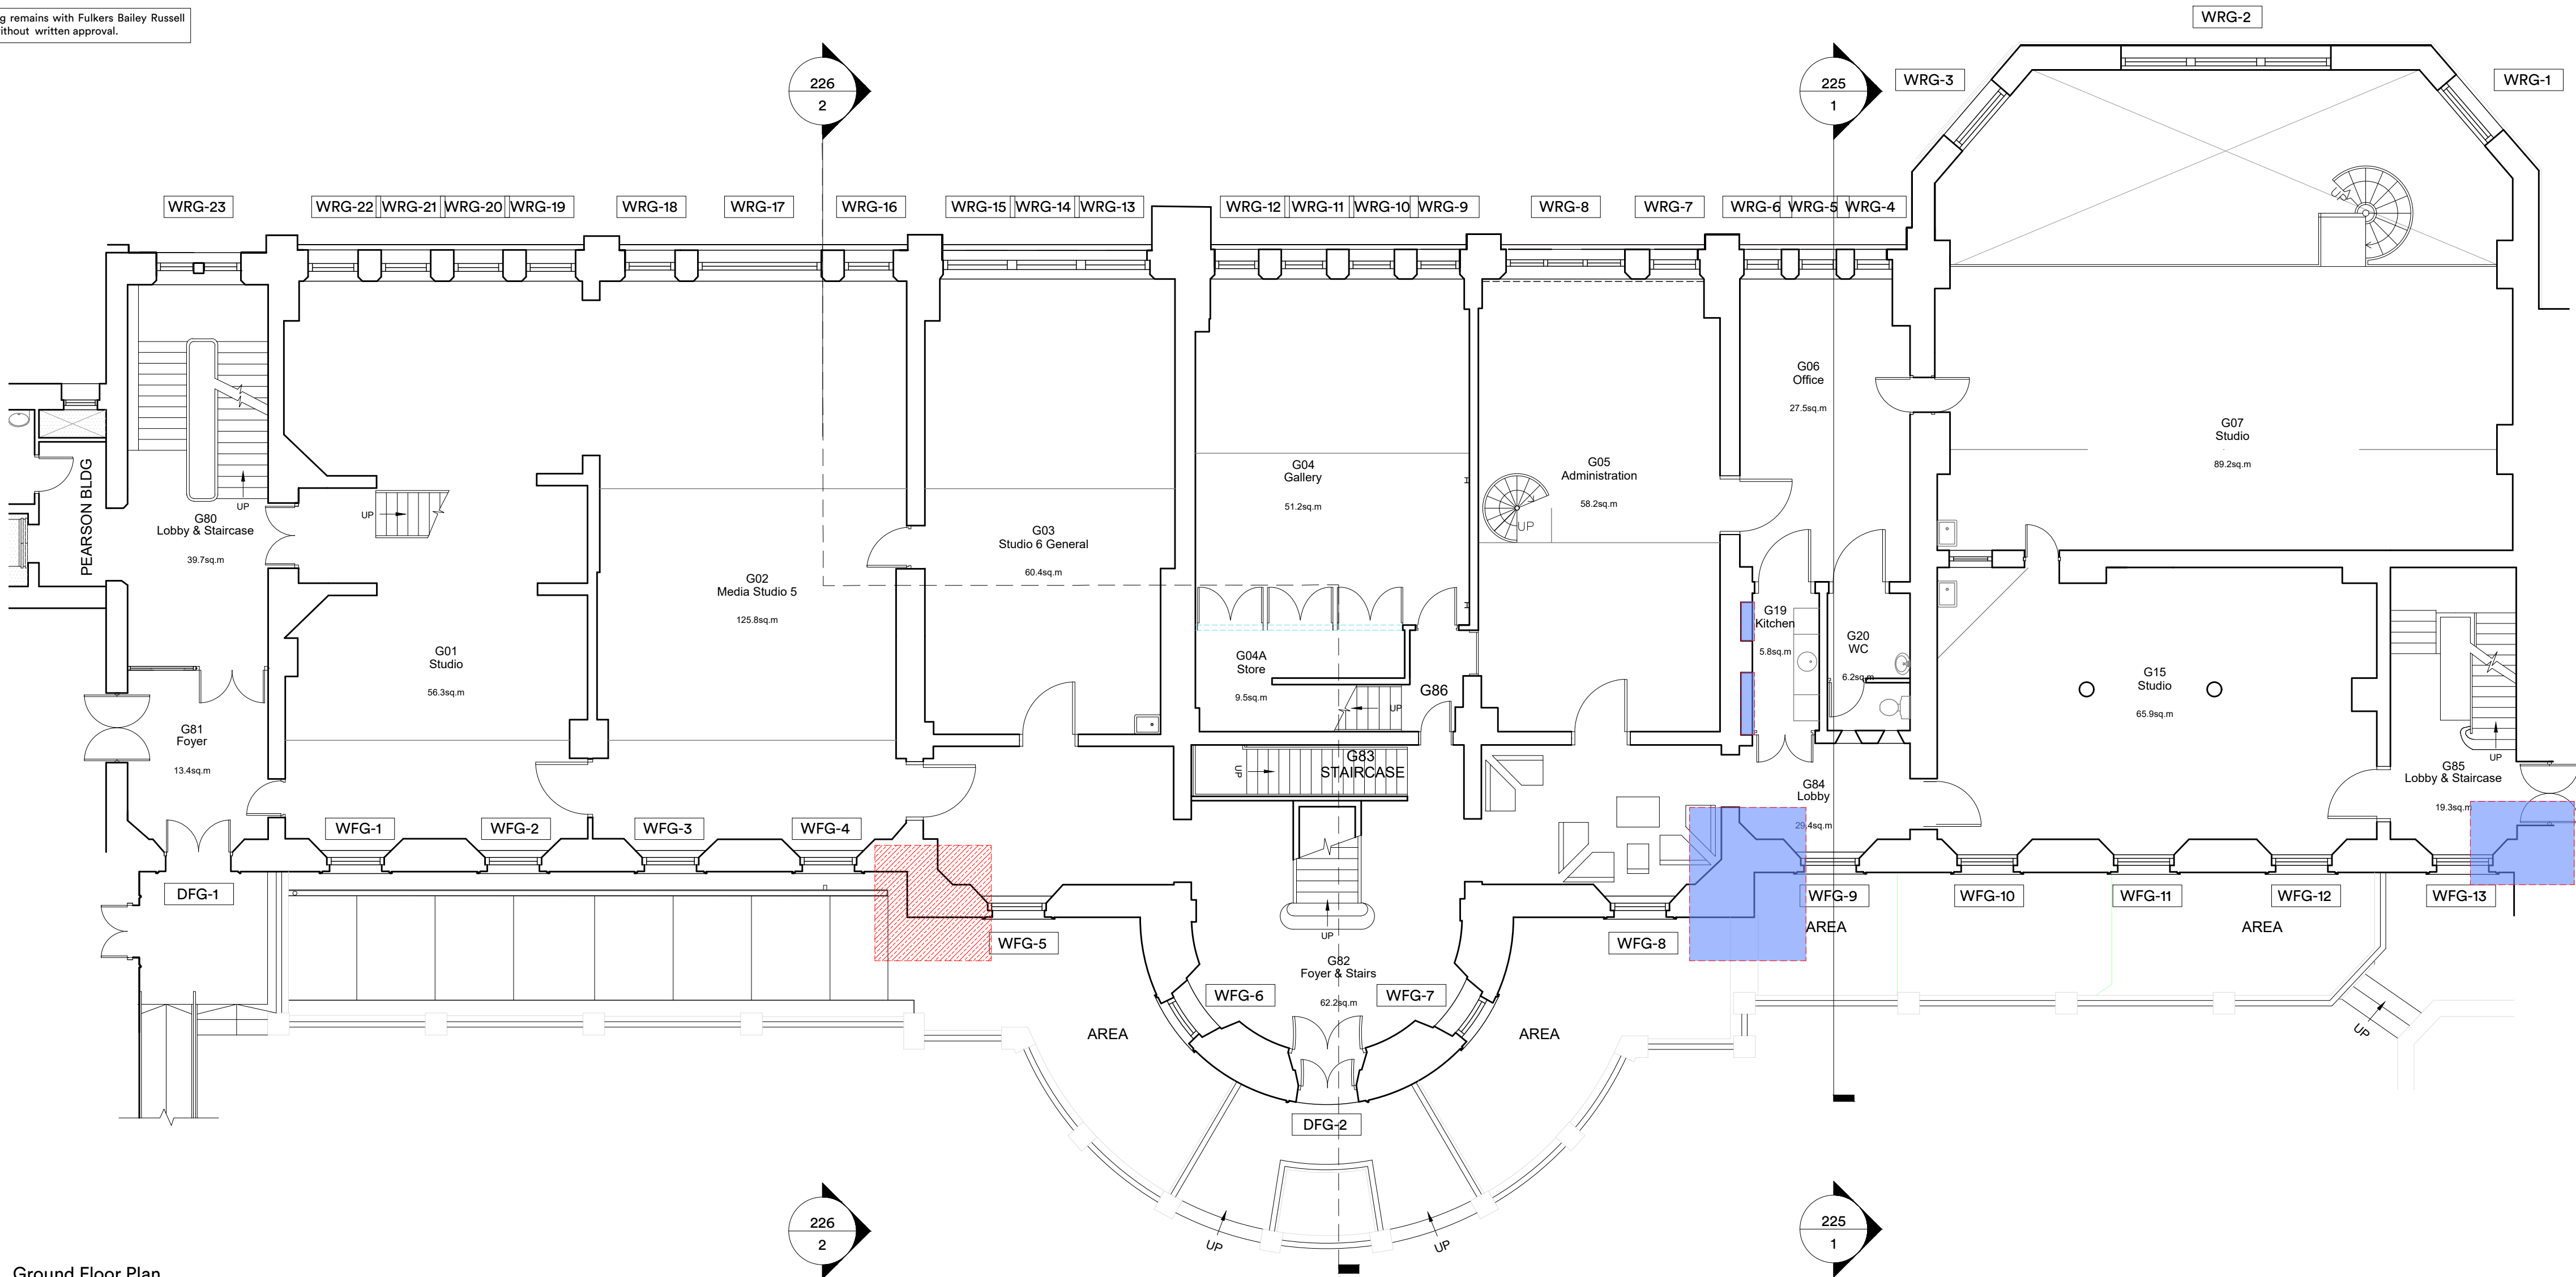 g remains with Fulkers Bailey Russell
ithout written approval.
WRG-2
WRG-3
WRG-1
226
2
225
1
WRG-23
WRG-22
WRG-21
WRG-20
WRG-19
WRG-18
WRG-17
WRG-16
WRG-15
WRG-14
WRG-13
WRG-12
WRG-11
WRG-10
WRG-9
WRG-8
WRG-7
WRG-6
WRG-5
WRG-4
UP
G06
Office
27.5sq.m
G07
Studio
89.2sq.m
PEARSON BLDG
UP
G80
Lobby & Staircase
39.7sq.m
UP
G02
Media Studio 5
125.8sq.m
G03
Studio 6 General
60.4sq.m
G04
Gallery
51.2sq.m
G05
Administration
58.2sq.m
UP
G01
Studio
56.3sq.m
G04A
Store
9.5sq.m
G86
UP
G19
Kitchen
5.8sq.m
G20
WC
6.2sq.m
G15
Studio
65.9sq.m
G81
Foyer
13.4sq.m
UP
G83
STAIRCASE
G84
Lobby
29.4sq.m
UP
G85
Lobby & Staircase
19.3sq.m
WFG-1
WFG-2
WFG-3
WFG-4
DFG-1
WFG-5
UP
G82
Foyer & Stairs
62.2sq.m
WFG-6
WFG-7
WFG-8
WFG-9
WFG-10
WFG-11
WFG-12
WFG-13
AREA
AREA
AREA
AREA
UP
DFG-2
UP
UP
226
2
225
1
Ground Floor Plan